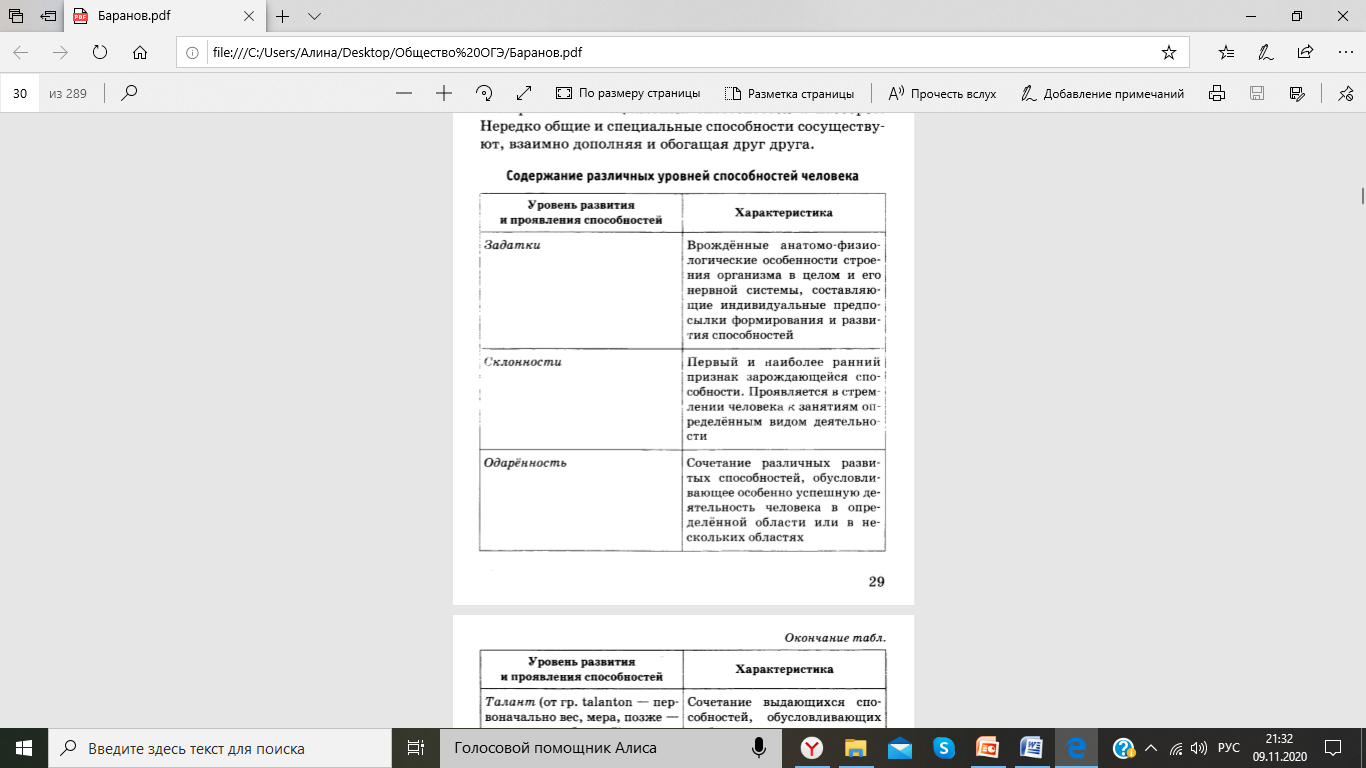 Баранов.pdf
file:///C:/Users/Алина/Desktop/Общество%20ОГЭ/Баранов.pdf
30 из 289
По размеру страницы
Разметка страницы
Прочесть вслух
Добавление примечаний
Нередко общие и специальные способности сосуществу-
ют, взаимно дополняя и обогащая друг друга.
Содержание различных уровней способностей человека
Уровень развития
и проявления способностей
Характеристика
Задатки
Врождённые анатомо-физио-
логические особенности строе-
ния организма в целом и его
нервной системы, составляю-
щие индивидуальные предпо-
сылки формирования и разви-
тия способностей
Склонности
Первый и наиболее ранний
признак зарождающейся спо-
собности. Проявляется в стрем-
лении человека к занятиям оп-
ределённым видом деятельно-
сти
Одарённость
Сочетание различных разви-
тых способностей, обусловли-
вающее особенно успешную де-
ятельность человека в опре-
делённой области или в не-
скольких областях
29
Окончание табл.
Уровень развития
и проявления способностей
Характеристика
Талант (от гр. talanton — пер-
воначально вес, мера, позже —
Сочетание выдающихся спо-
собностей, обусловливающих
Введите здесь текст для поиска
Голосовой помощник Алиса
РУС
21:32
09.11.2020